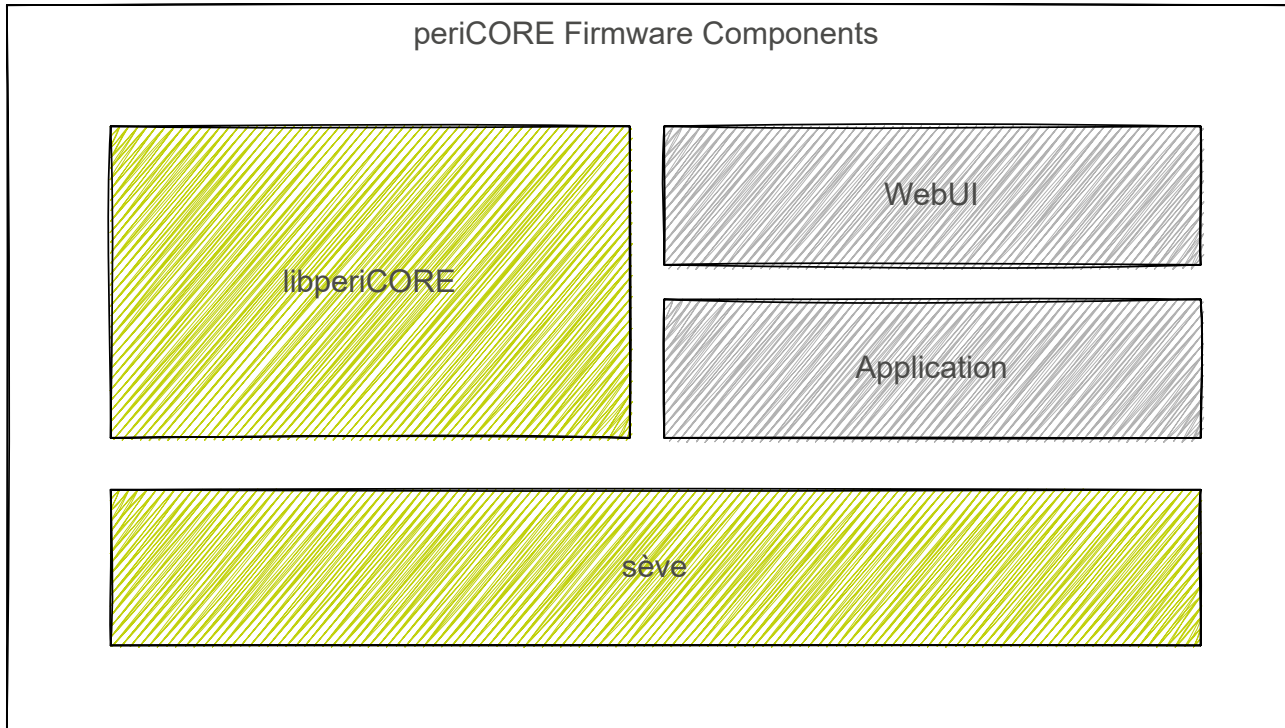 periCORE Firmware Components
libperiCORE
WebUI
Application
sève